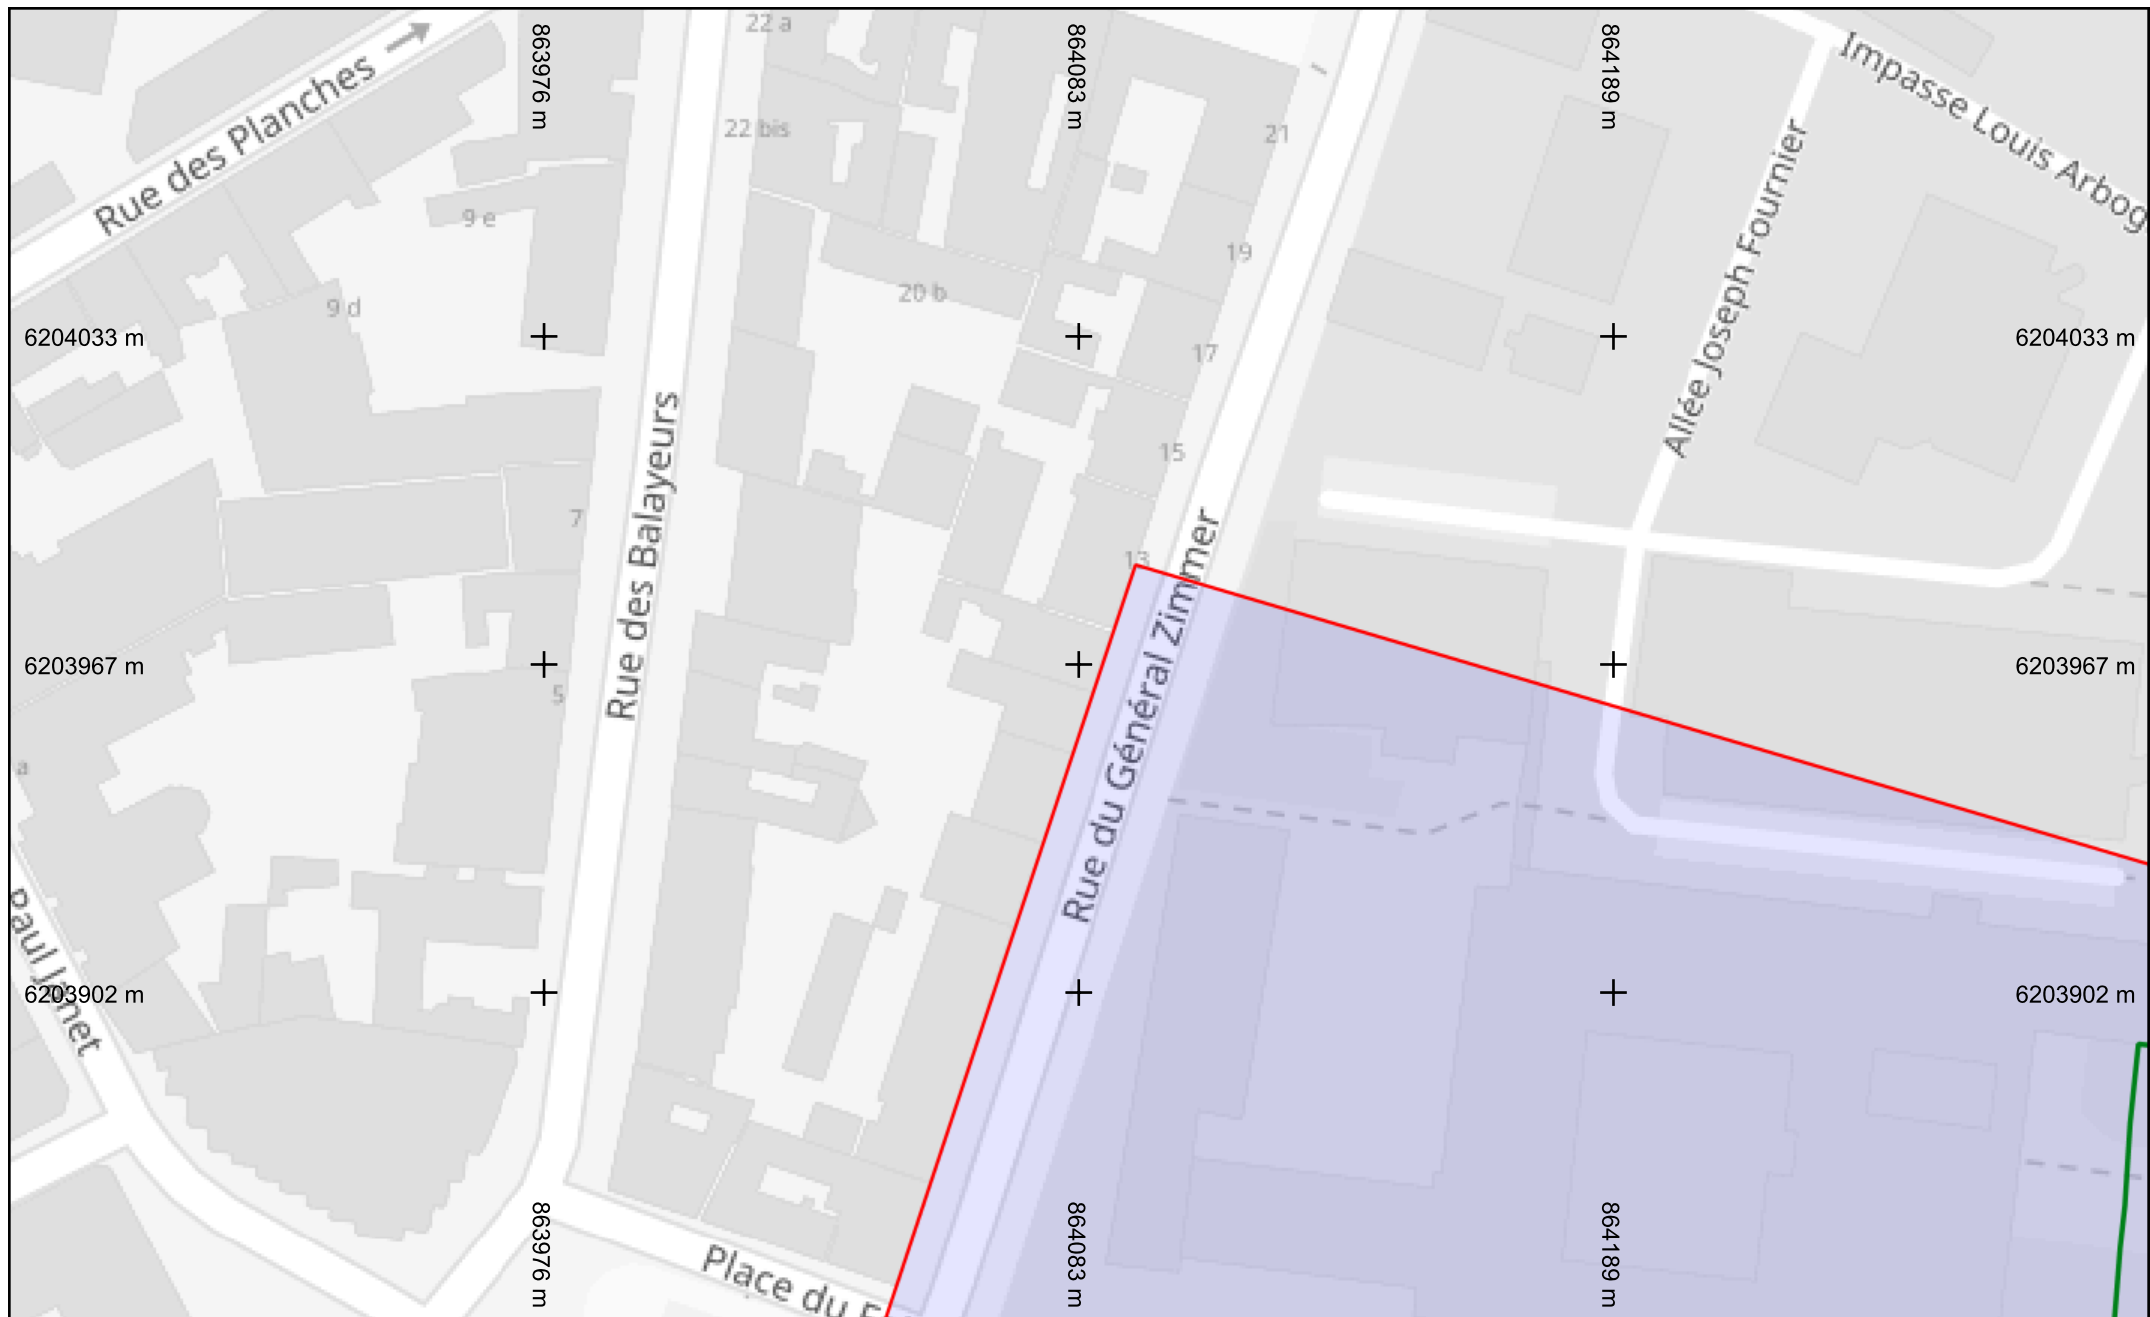 22 a
863976 m
864083 m
864189 m
Impasse Louis Arbog
Rue des Planches
22 bis
21
Allée Joseph Fournier
9 e
19
9 d
20 b
6204033 m
6204033 m
17
Rue des Balayeurs
15
7
13
Rue du Général Zimmer
6203967 m
6203967 m
5
a
Paul Janet
6203902 m
6203902 m
863976 m
864083 m
864189 m
Place du F